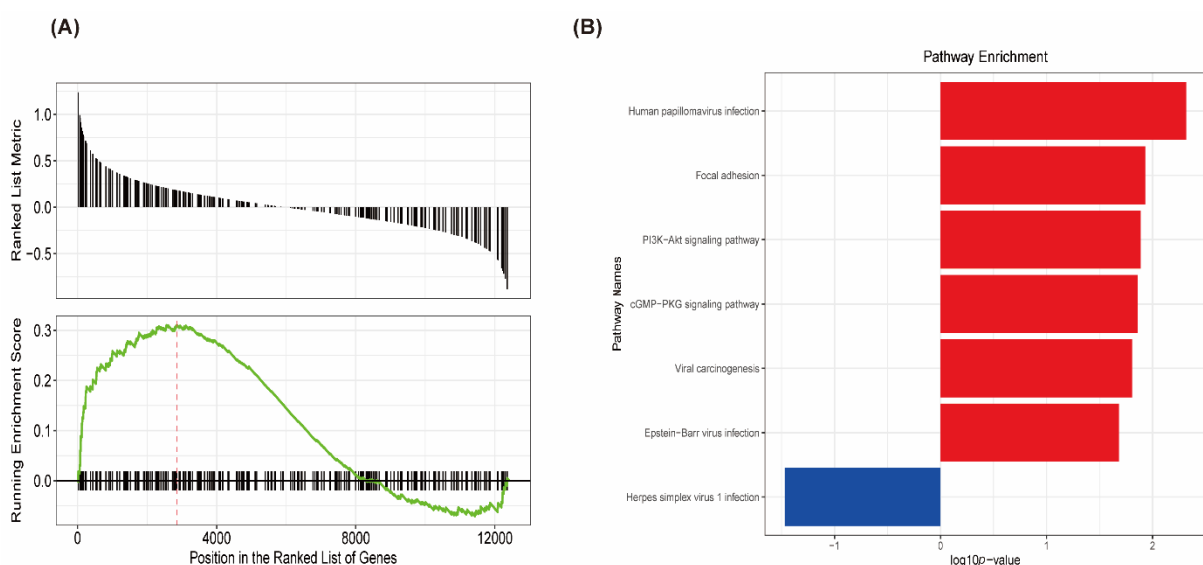 (A)
(B)
Ranked List Metric
1.0
0.5
0.0
−0.5
Running Enrichment Score
0.3
0.2
0.1
0.0
0
4000
8000
12000
Position in the Ranked List of Genes
Pathway Enrichment
Pathway Names
Human papillomavirus infection
Focal adhesion
PI3K−Akt signaling pathway
cGMP−PKG signaling pathway
Viral carcinogenesis
Epstein−Barr virus infection
Herpes simplex virus 1 infection
−1
0
1
2
log10p−value